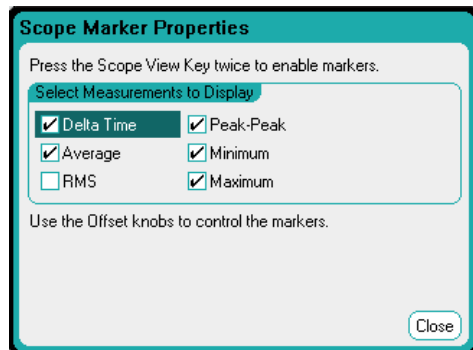 Scope Marker Properties
Press the Scope View Key twice to enable markers.
Select Measurements to Display
Delta Time Peak-Peak
Average Minimum
RMS Maximum
Use the Offset knobs to control the markers.
Close